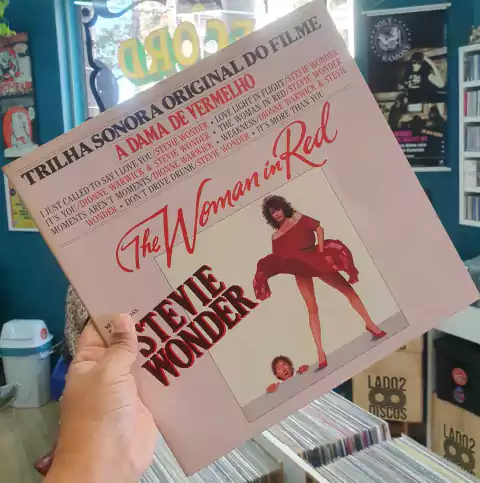 TRILHA SONORA ORIGINAL DO FILME
A DAMA DE VERMELHO
I JUST CALLED TO SAY I LOVE YOU/STEVIE WONDER • LOVE LIGHT IN FLIGHT/STEVIE WONDER
IT'S YOU/DIONNE WARWICK & STEVIE WONDER • THE WOMAN IN RED/STEVIE WONDER
MOMENTS AREN'T MOMENTS/DIONNE WARWICK • WEAKNESS/DIONNE WARWICK & STEVIE
WONDER • DON'T DRIVE DRUNK/STEVIE WONDER • IT'S MORE THAN YOU
The Woman in Red
STEVIE
WONDER
RECORD
LADO2
DISCOS
LADO2